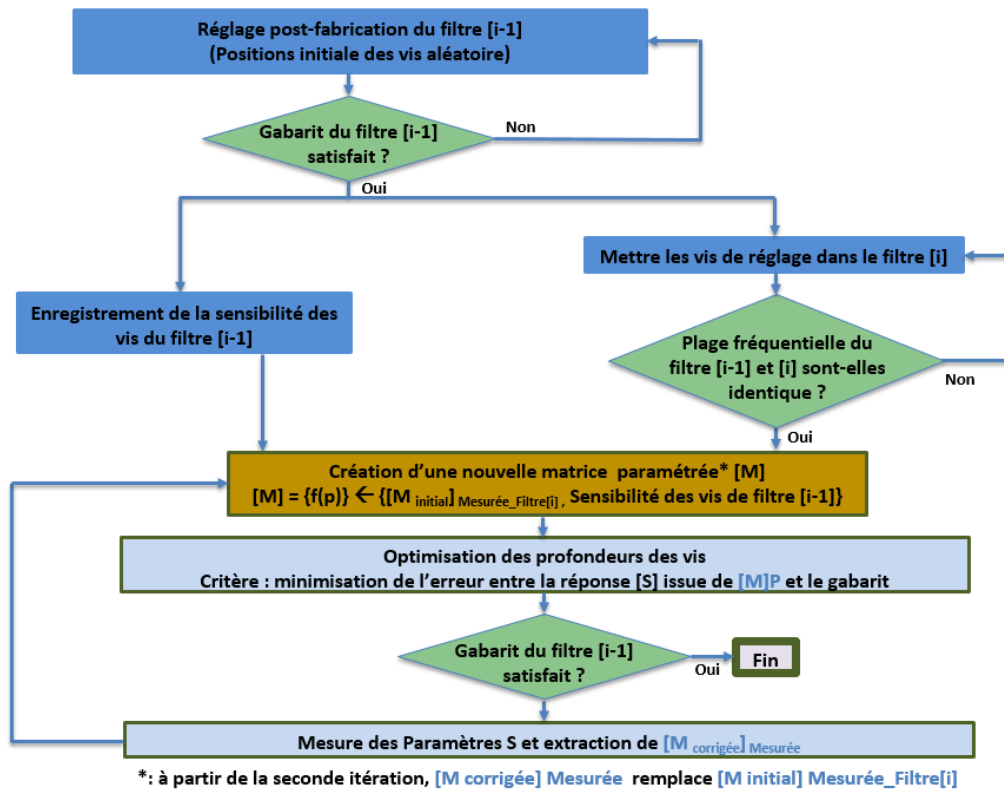 Réglage post-fabrication du filtre [i-1]
(Positions initiale des vis aléatoire)
Gabarit du filtre [i-1]
satisfait ?
Non
Oui
Mettre les vis de réglage dans le filtre [i]
Enregistrement de la sensibilité des
vis du filtre [i-1]
Plage fréquentielle du
filtre [i-1] et [i] sont-elles
identique ?
Non
Oui
Création d’une nouvelle matrice paramétrée* [M]
[M] = {f(p)} ← {[M initial] Mesurée_Filtre[i] , Sensibilité des vis de filtre [i-1]}
Optimisation des profondeurs des vis
Critère : minimisation de l’erreur entre la réponse [S] issue de [M]P et le gabarit
Gabarit du filtre [i-1]
satisfait ?
Oui
Fin
Mesure des Paramètres S et extraction de [M corrigée] Mesurée
*: à partir de la seconde itération, [M corrigée] Mesurée remplace [M initial] Mesurée_Filtre[i]